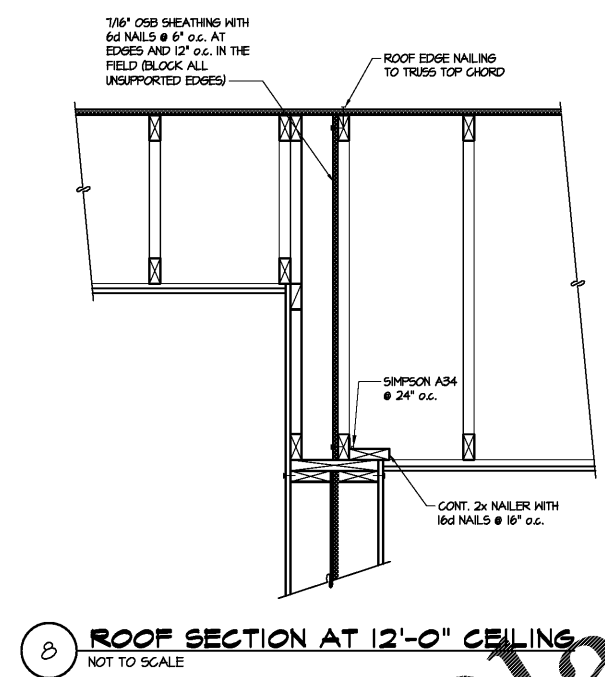 7/16" OSB SHEATHING WITH
6d NAILS @ 6" o.c. AT
EDGES AND 12" o.c. IN THE
FIELD (BLOCK ALL
UNSUPPORTED EDGES)
ROOF EDGE NAILING
TO TRUSS TOP CHORD
SIMPSON A34
@ 24" o.c.
CONT. 2x NAILER WITH
16d NAILS @ 16" o.c.
8
ROOF SECTION AT 12'-0" CEILING
NOT TO SCALE